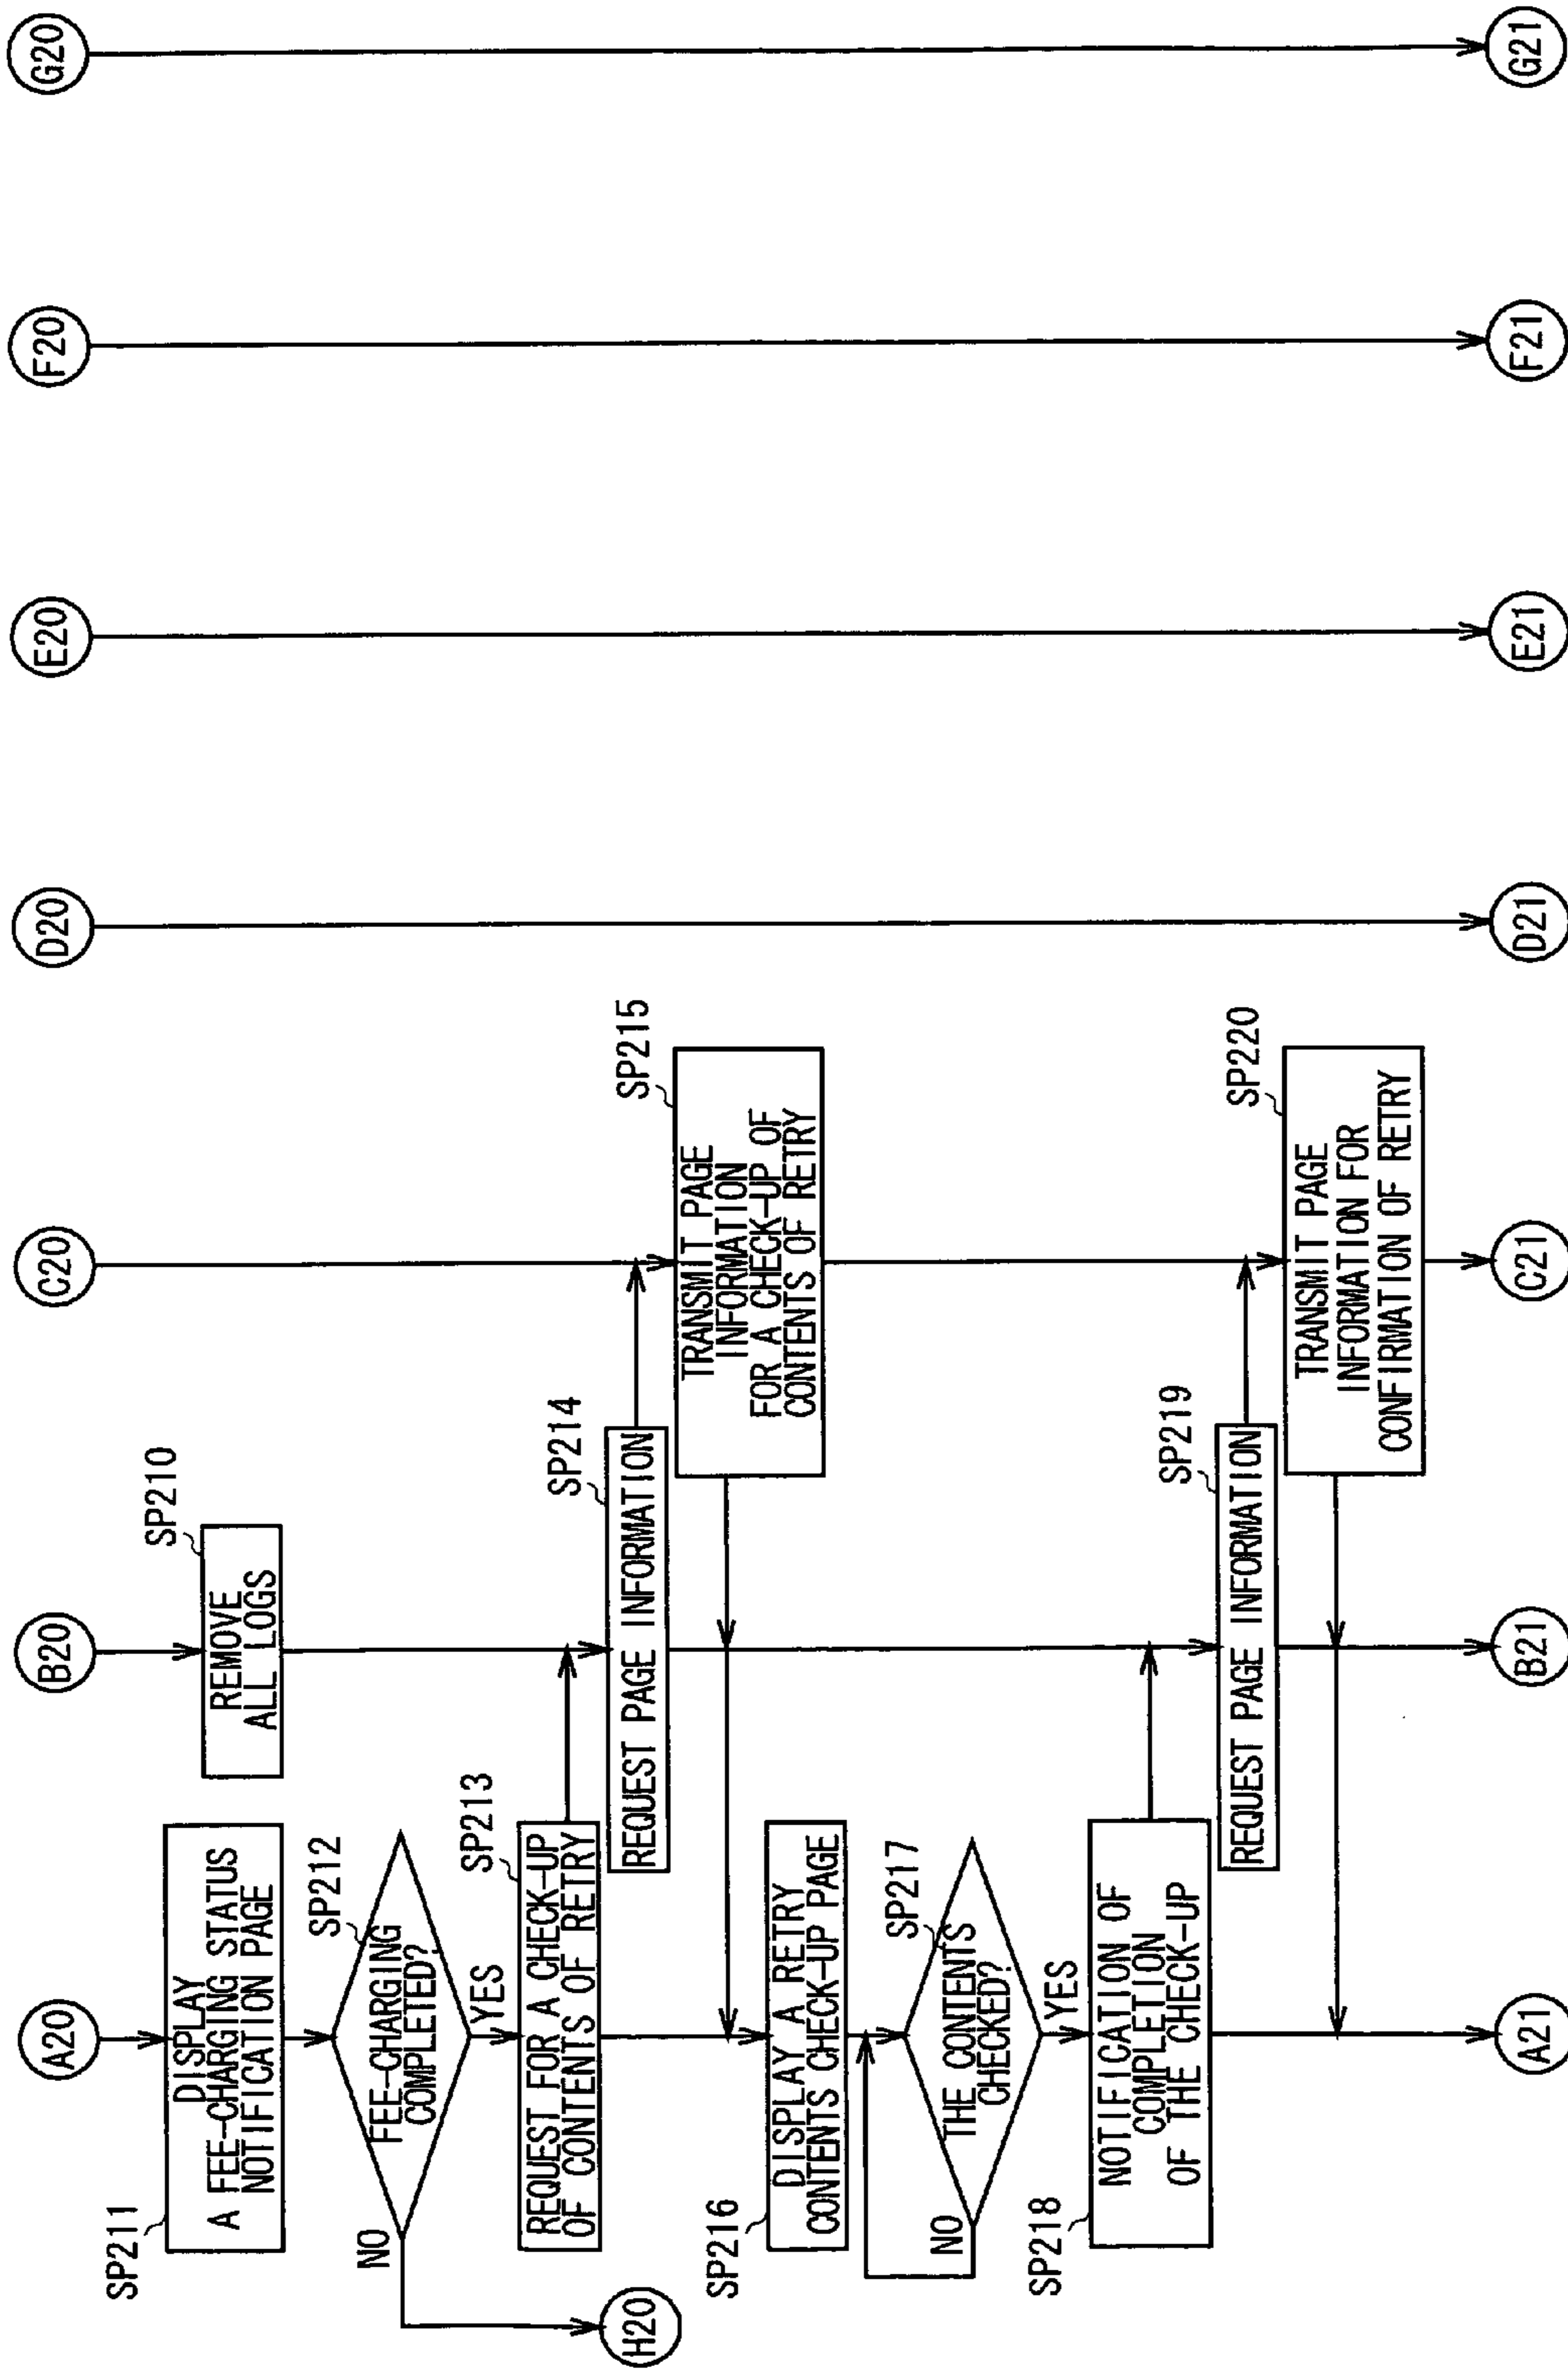 A20
B20
C20
D20
E20
F20
G20
SP210
REMOVE
ALL LOGS
SP211
DISPLAY
A FEE-CHARGING STATUS
NOTIFICATION PAGE
SP212
FEE-CHARGING
COMPLETED?
NO
YES
H20
SP213
REQUEST FOR A CHECK-UP
OF CONTENTS OF RETRY
SP214
REQUEST PAGE INFORMATION
SP215
TRANSMIT PAGE
INFORMATION
FOR A CHECK-UP OF
CONTENTS OF RETRY
SP216
DISPLAY A RETRY
CONTENTS CHECK-UP PAGE
SP217
THE CONTENTS
CHECKED?
NO
YES
SP218
NOTIFICATION OF
COMPLETION
OF THE CHECK-UP
SP219
REQUEST PAGE INFORMATION
SP220
TRANSMIT PAGE
INFORMATION FOR
CONFIRMATION OF RETRY
A21
B21
C21
D21
E21
F21
G21